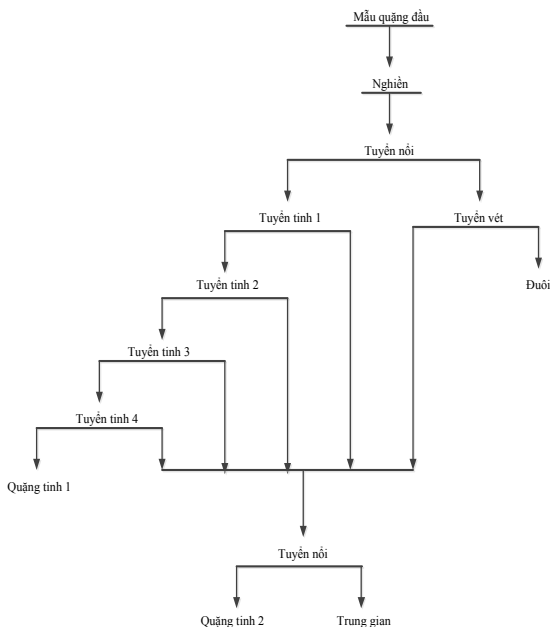 Mẫu quặng đầu
Nghiền
Tuyển nổi
Tuyển tinh 1
Tuyển vét
Tuyển tinh 2
Đuôi
Tuyển tinh 3
Tuyển tinh 4
Quặng tinh 1
Tuyển nổi
Quặng tinh 2
Trung gian